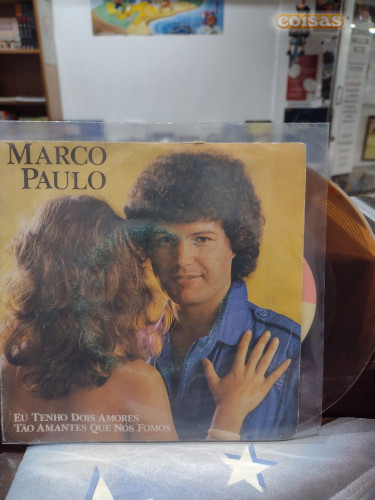 coisas
MARCO
PAULO
EU TENHO DOIS AMORES
TÃO AMANTES QUE NÓS FOMOS